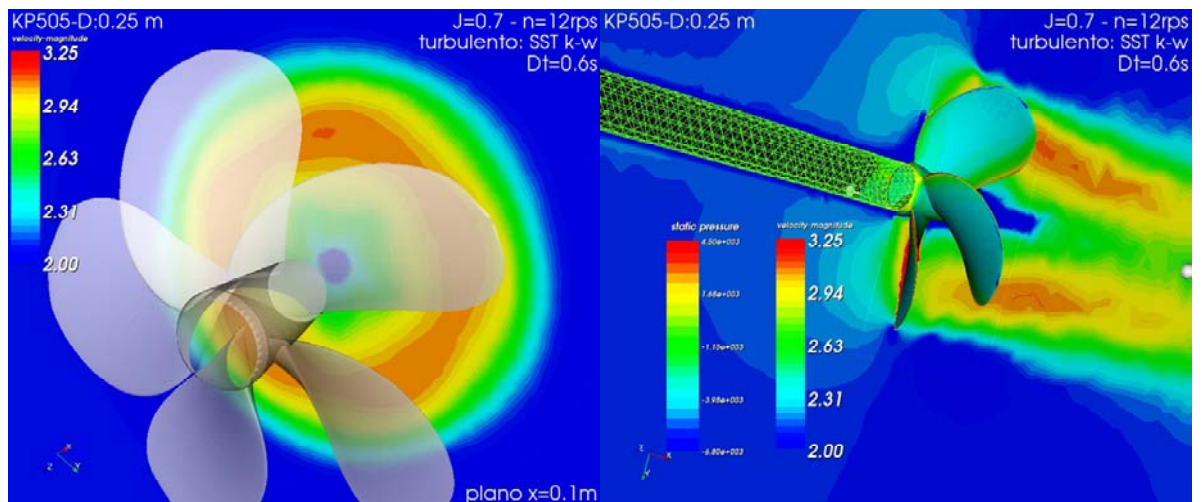 KP505-D:0.25 m
J=0.7 - n=12rps
turbulento: SST k-w
Dt=0.6s
velocity-magnitude
3.25
2.94
2.63
2.31
2.00
X
Z
Y
plano x=0.1m
KP505-D:0.25 m
J=0.7 - n=12rps
turbulento: SST k-w
Dt=0.6s
static pressure
4.50e+003
1.68e+003
-1.15e+003
-3.98e+003
-6.80e+003
velocity-magnitude
3.25
2.94
2.63
2.31
2.00
Z
X
Y